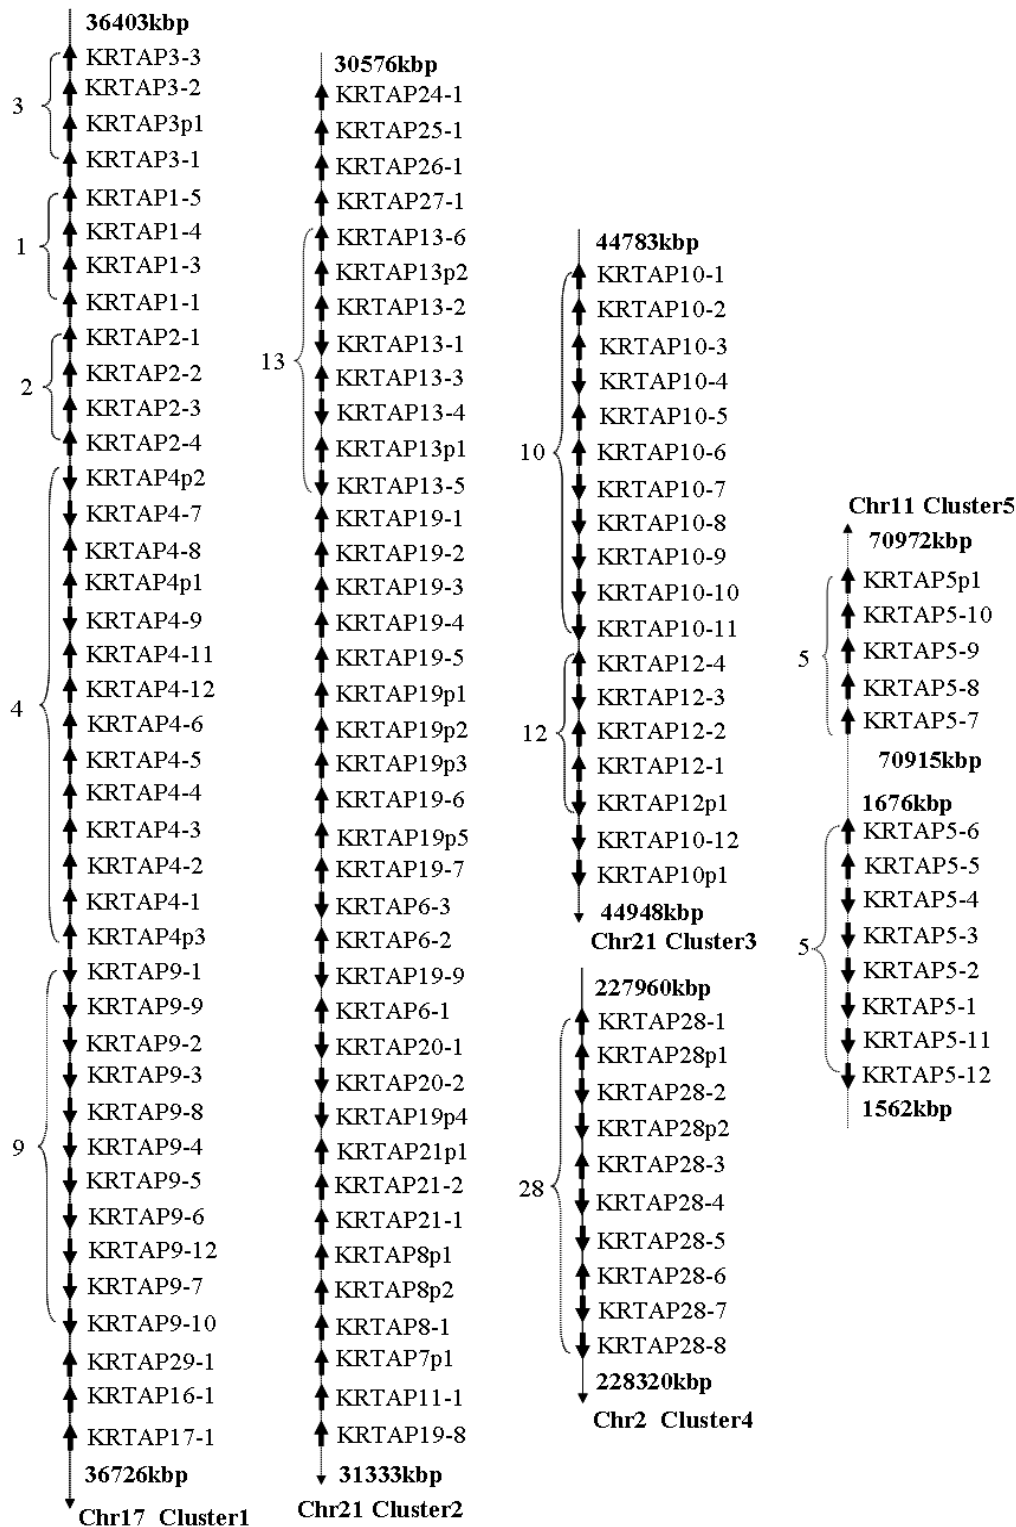 36403kbp
KRTAP3-3
KRTAP3-2
KRTAP3p1
KRTAP3-1
3
KRTAP1-5
KRTAP1-4
KRTAP1-3
KRTAP1-1
1
KRTAP2-1
KRTAP2-2
KRTAP2-3
KRTAP2-4
2
KRTAP4p2
KRTAP4-7
KRTAP4-8
KRTAP4p1
KRTAP4-9
KRTAP4-11
KRTAP4-12
KRTAP4-6
KRTAP4-5
KRTAP4-4
KRTAP4-3
KRTAP4-2
KRTAP4-1
KRTAP4p3
4
KRTAP9-1
KRTAP9-9
KRTAP9-2
KRTAP9-3
KRTAP9-8
KRTAP9-4
KRTAP9-5
KRTAP9-6
KRTAP9-12
KRTAP9-7
KRTAP9-10
9
KRTAP29-1
KRTAP16-1
KRTAP17-1
36726kbp
Chr17 Cluster1
30576kbp
KRTAP24-1
KRTAP25-1
KRTAP26-1
KRTAP27-1
KRTAP13-6
KRTAP13p2
KRTAP13-2
KRTAP13-1
KRTAP13-3
KRTAP13-4
KRTAP13p1
KRTAP13-5
13
KRTAP19-1
KRTAP19-2
KRTAP19-3
KRTAP19-4
KRTAP19-5
KRTAP19p1
KRTAP19p2
KRTAP19p3
KRTAP19-6
KRTAP19p5
KRTAP19-7
KRTAP6-3
KRTAP6-2
KRTAP19-9
KRTAP6-1
KRTAP20-1
KRTAP20-2
KRTAP19p4
KRTAP21p1
KRTAP21-2
KRTAP21-1
KRTAP8p1
KRTAP8p2
KRTAP8-1
KRTAP7p1
KRTAP11-1
KRTAP19-8
31333kbp
Chr21 Cluster2
44783kbp
KRTAP10-1
KRTAP10-2
KRTAP10-3
KRTAP10-4
KRTAP10-5
KRTAP10-6
KRTAP10-7
KRTAP10-8
KRTAP10-9
KRTAP10-10
KRTAP10-11
10
KRTAP12-4
KRTAP12-3
KRTAP12-2
KRTAP12-1
KRTAP12p1
12
KRTAP10-12
KRTAP10p1
44948kbp
Chr21 Cluster3
227960kbp
KRTAP28-1
KRTAP28p1
KRTAP28-2
KRTAP28p2
KRTAP28-3
KRTAP28-4
KRTAP28-5
KRTAP28-6
KRTAP28-7
KRTAP28-8
28
228320kbp
Chr2 Cluster4
Chr11 Cluster5
70972kbp
KRTAP5p1
KRTAP5-10
KRTAP5-9
KRTAP5-8
KRTAP5-7
5
70915kbp
1676kbp
KRTAP5-6
KRTAP5-5
KRTAP5-4
KRTAP5-3
KRTAP5-2
KRTAP5-1
KRTAP5-11
KRTAP5-12
5
1562kbp